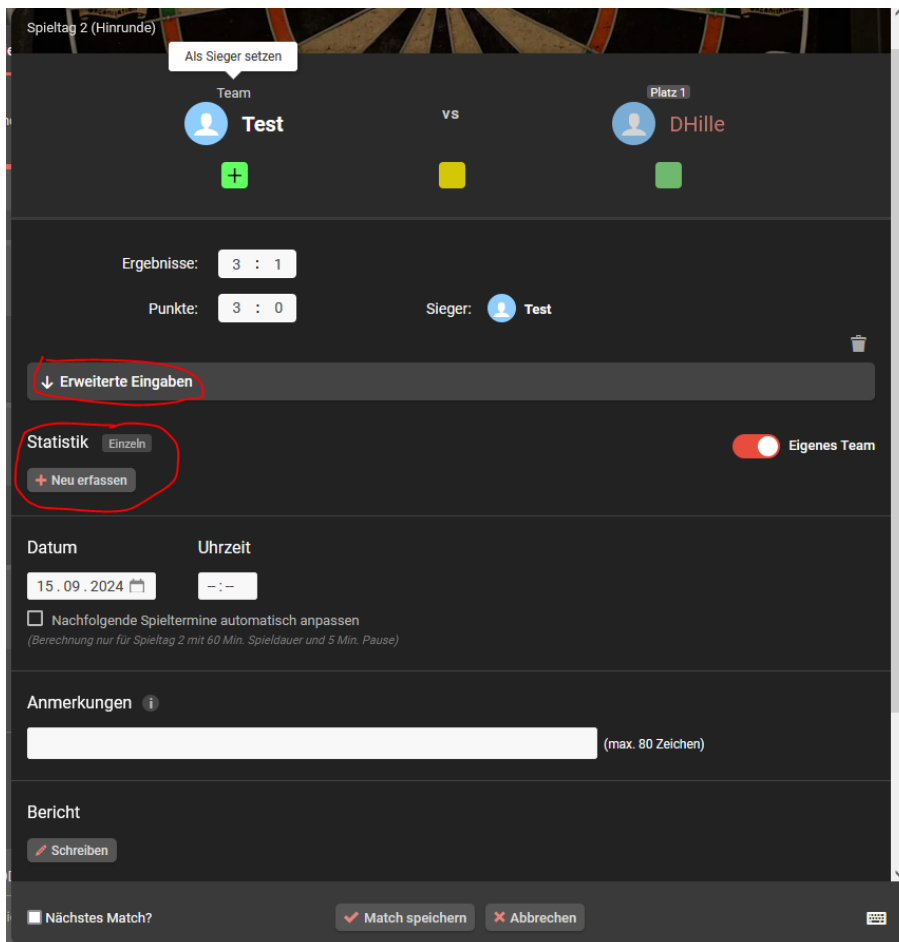 Spieltag 2 (Hinrunde)
Als Sieger setzen
Team
Test
vs
Platz 1
DHille
Ergebnisse: 3 : 1
Punkte: 3 : 0 Sieger: Test
Erweiterte Eingaben
Statistik Einzeln
Eigenes Team
Neu erfassen
Datum Uhrzeit
15.09.2024 --:--
Nachfolgende Spieltermine automatisch anpassen
(Berechnung nur für Spieltag 2 mit 60 Min. Spieldauer und 5 Min. Pause)
Anmerkungen i
(max. 80 Zeichen)
Bericht
Schreiben
Nächstes Match? Match speichern Abbrechen